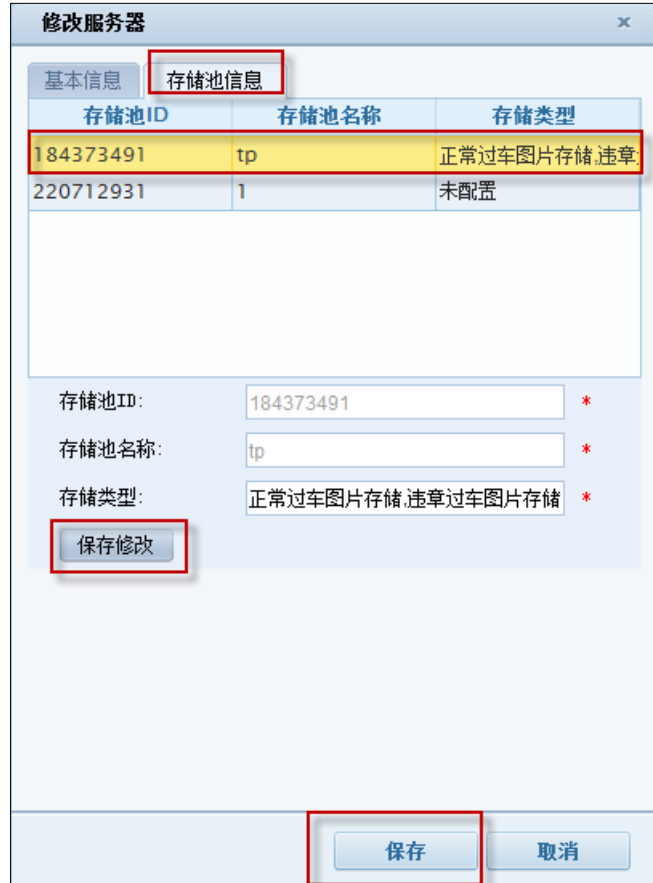 修改服务器
基本信息 存储池信息
存储池ID 存储池名称 存储类型
184373491 tp 正常过车图片存储,违章
220712931 1 未配置
存储池ID: 184373491 *
存储池名称: tp *
存储类型: 正常过车图片存储,违章过车图片存储 *
保存修改
保存 取消